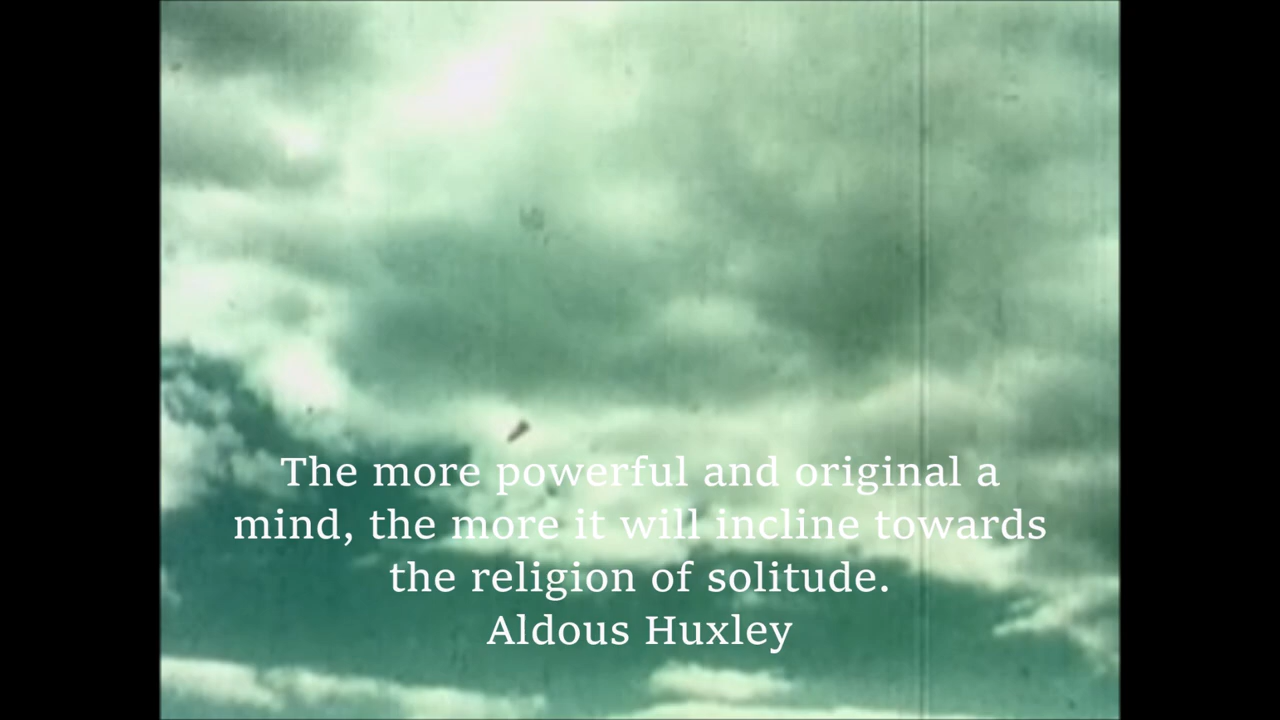 The more powerful and original a
mind, the more it will incline towards
the religion of solitude.
Aldous Huxley